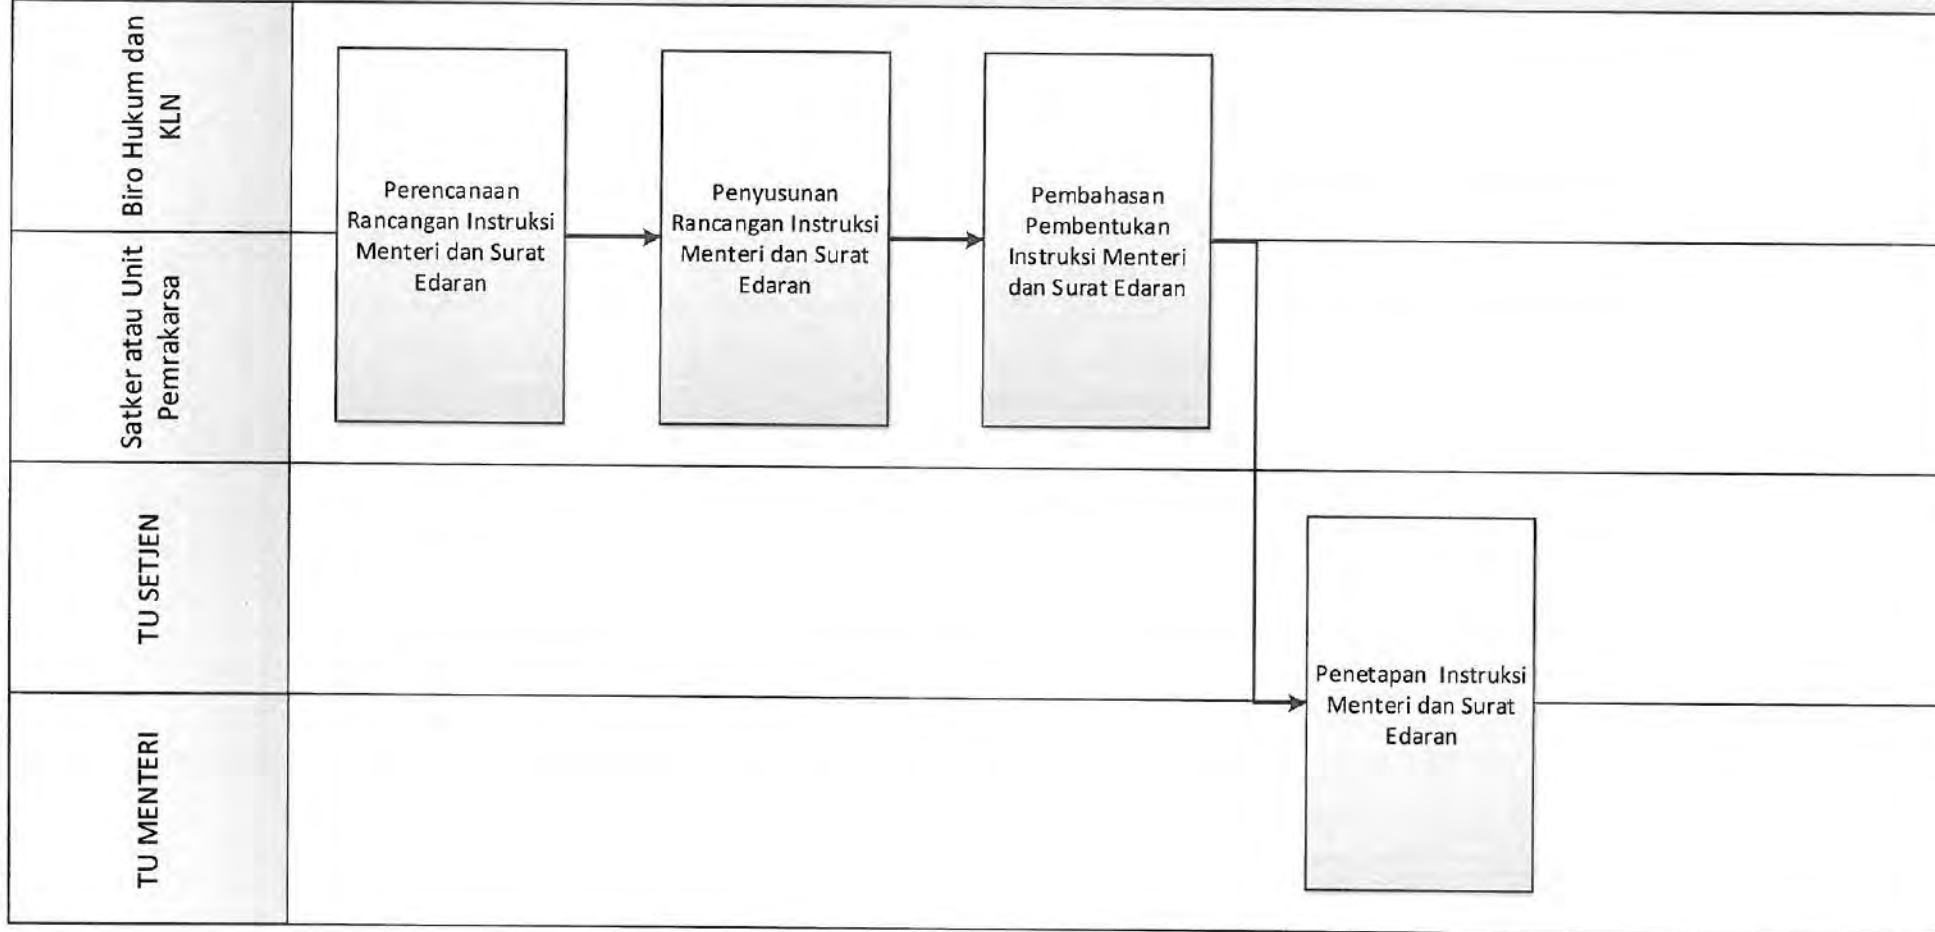 Biro Hukum dan
KLN
Perencanaan
Rancangan Instruksi
Menteri dan Surat
Edaran
Penyusunan
Rancangan Instruksi
Menteri dan Surat
Edaran
Pembahasan
Pembentukan
Instruksi Menteri
dan Surat Edaran
Satker atau Unit
Pemrakarsa
TU SETJEN
Penetapan Instruksi
Menteri dan Surat
Edaran
TU MENTERI